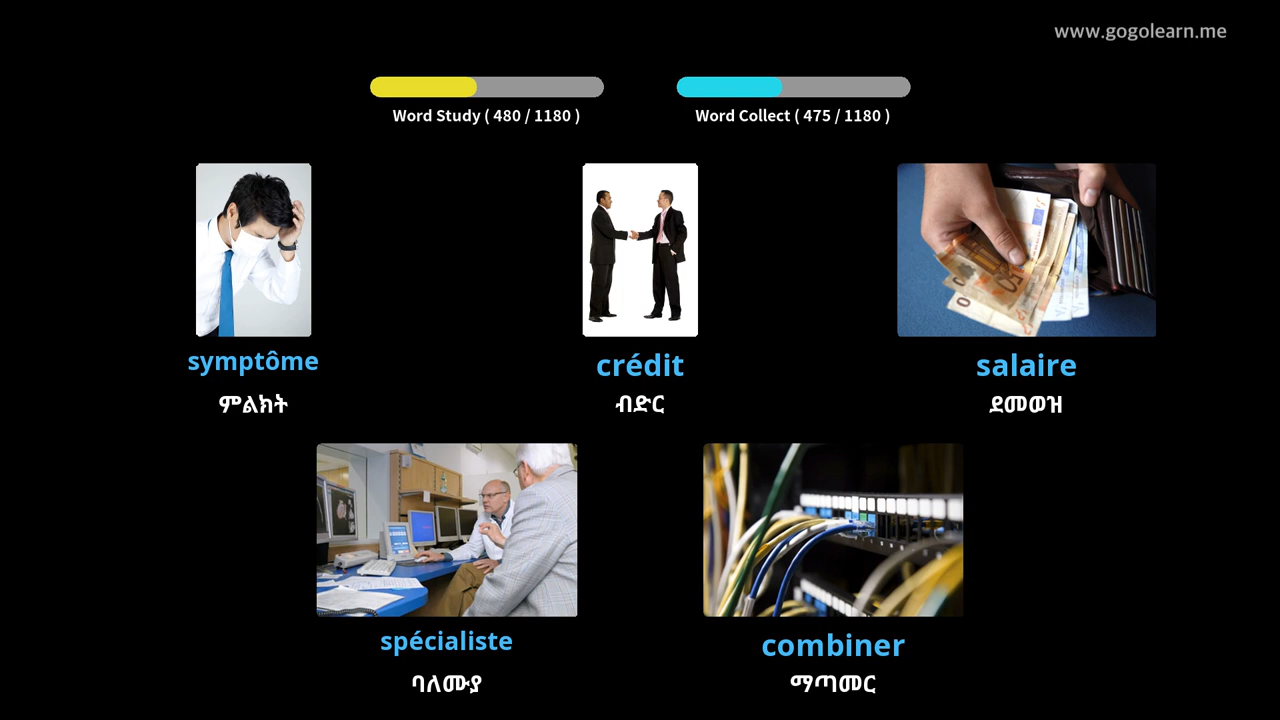 www.gogolearn.me
Word Study ( 480 / 1180 )
Word Collect ( 475 / 1180 )
symptôme
ምልክት
crédit
ብድር
salaire
ደመወዝ
spécialiste
ባለሙያ
combiner
ማጣመር